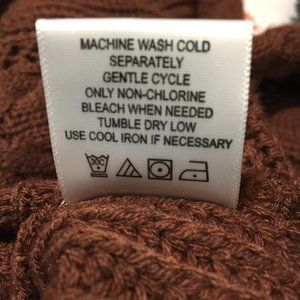 MACHINE WASH COLD
SEPARATELY
GENTLE CYCLE
ONLY NON-CHLORINE
BLEACH WHEN NEEDED
TUMBLE DRY LOW
USE COOL IRON IF NECESSARY
30C